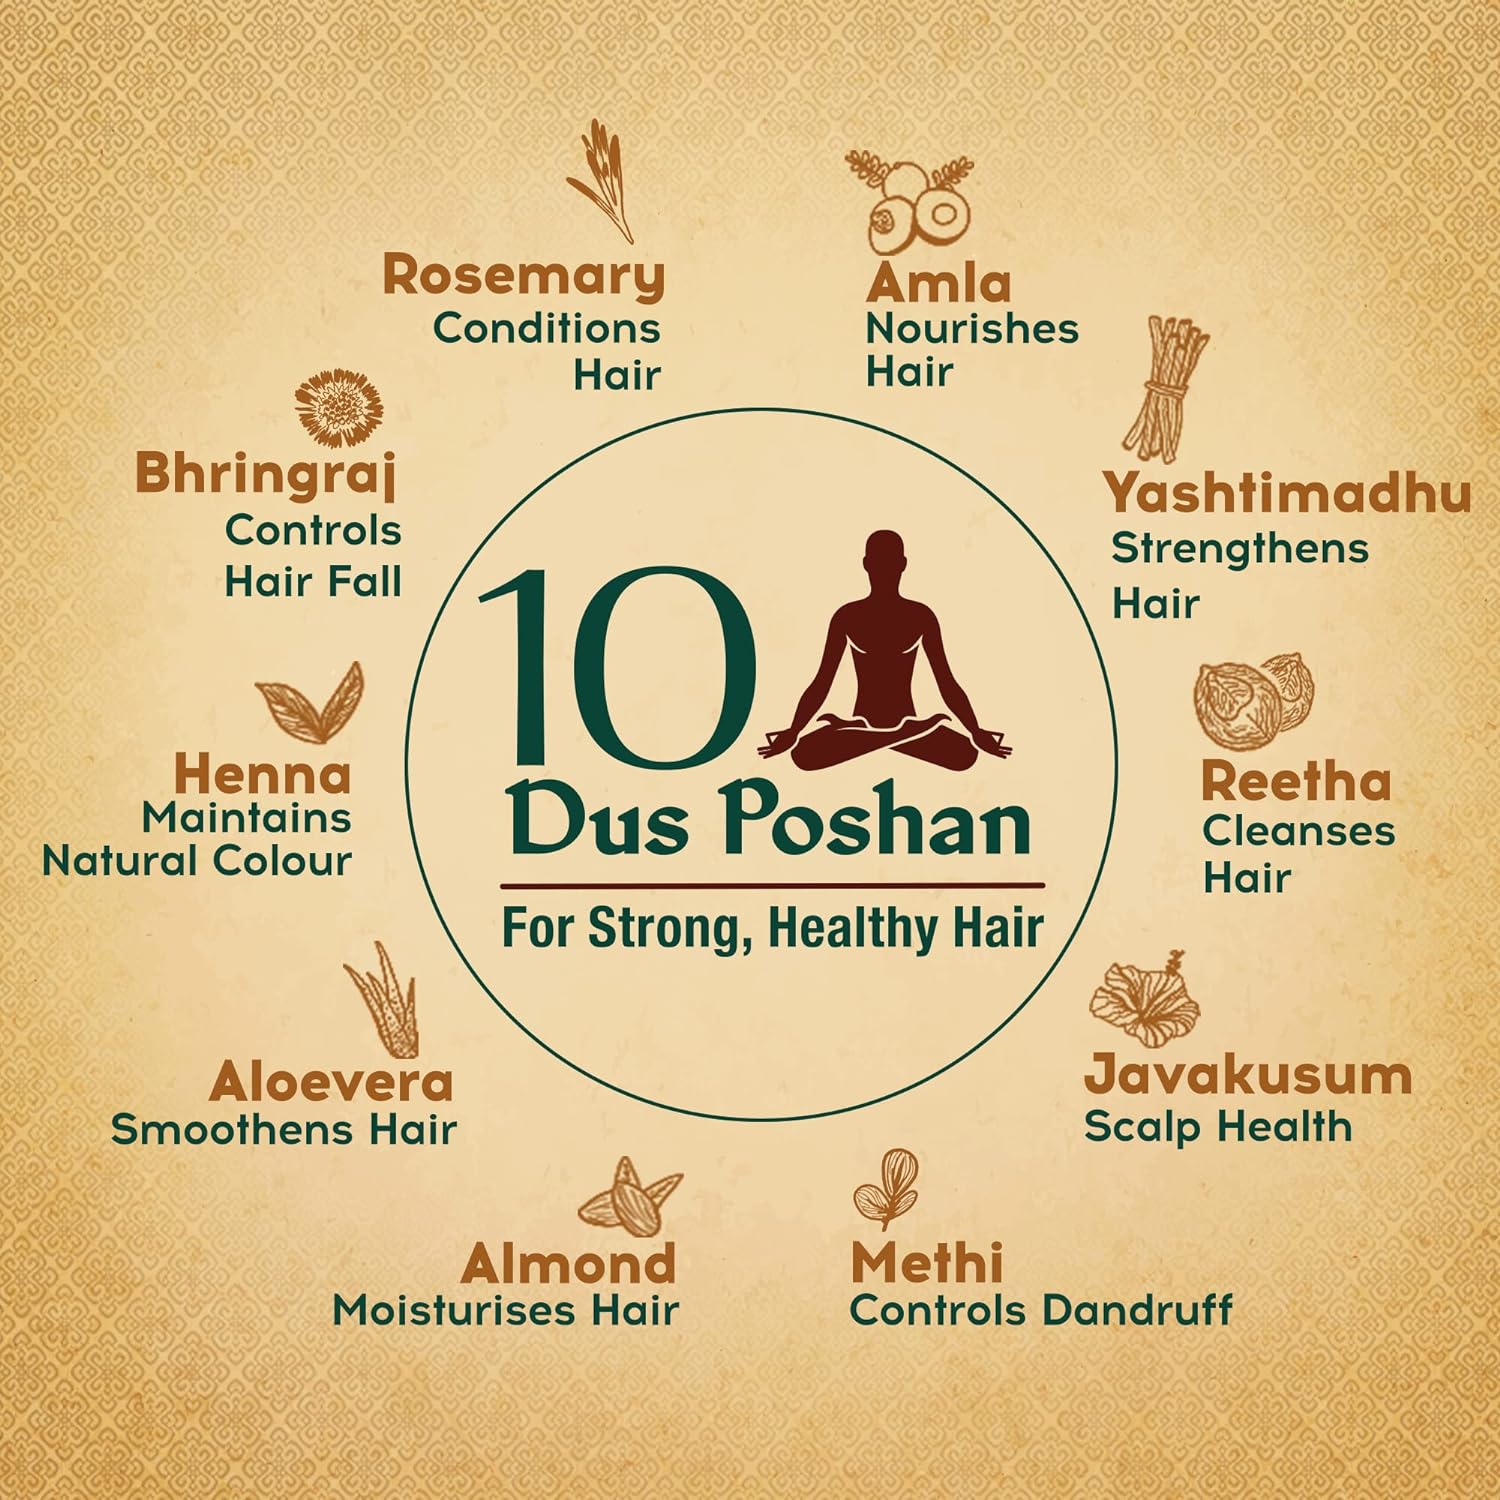 Rosemary
Conditions
Hair
Amla
Nourishes
Hair
Bhringraj
Controls
Hair Fall
Yashtimadhu
Strengthens
Hair
10
Dus Poshan
For Strong, Healthy Hair
Henna
Maintains
Natural Colour
Reetha
Cleanses
Hair
Aloevera
Smoothens Hair
Javakusum
Scalp Health
Almond
Moisturises Hair
Methi
Controls Dandruff